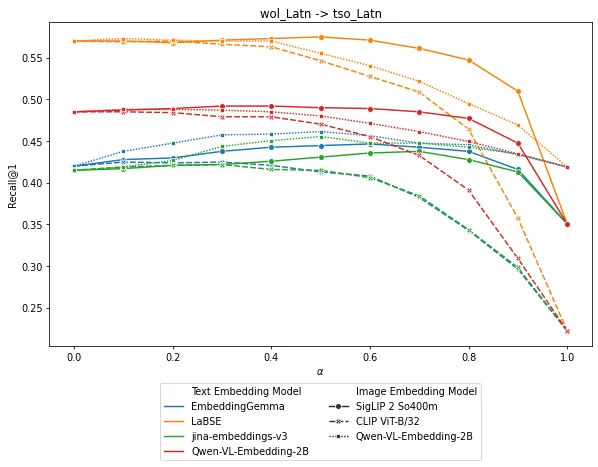 wol_Latn -> tso_Latn
Recall@1
0.55
0.50
0.45
0.40
0.35
0.30
0.25
0.0 0.2 0.4 0.6 0.8 1.0
α
Text Embedding Model
EmbeddingGemma
LaBSE
jina-embeddings-v3
Qwen-VL-Embedding-2B
Image Embedding Model
SigLIP 2 So400m
CLIP ViT-B/32
Qwen-VL-Embedding-2B